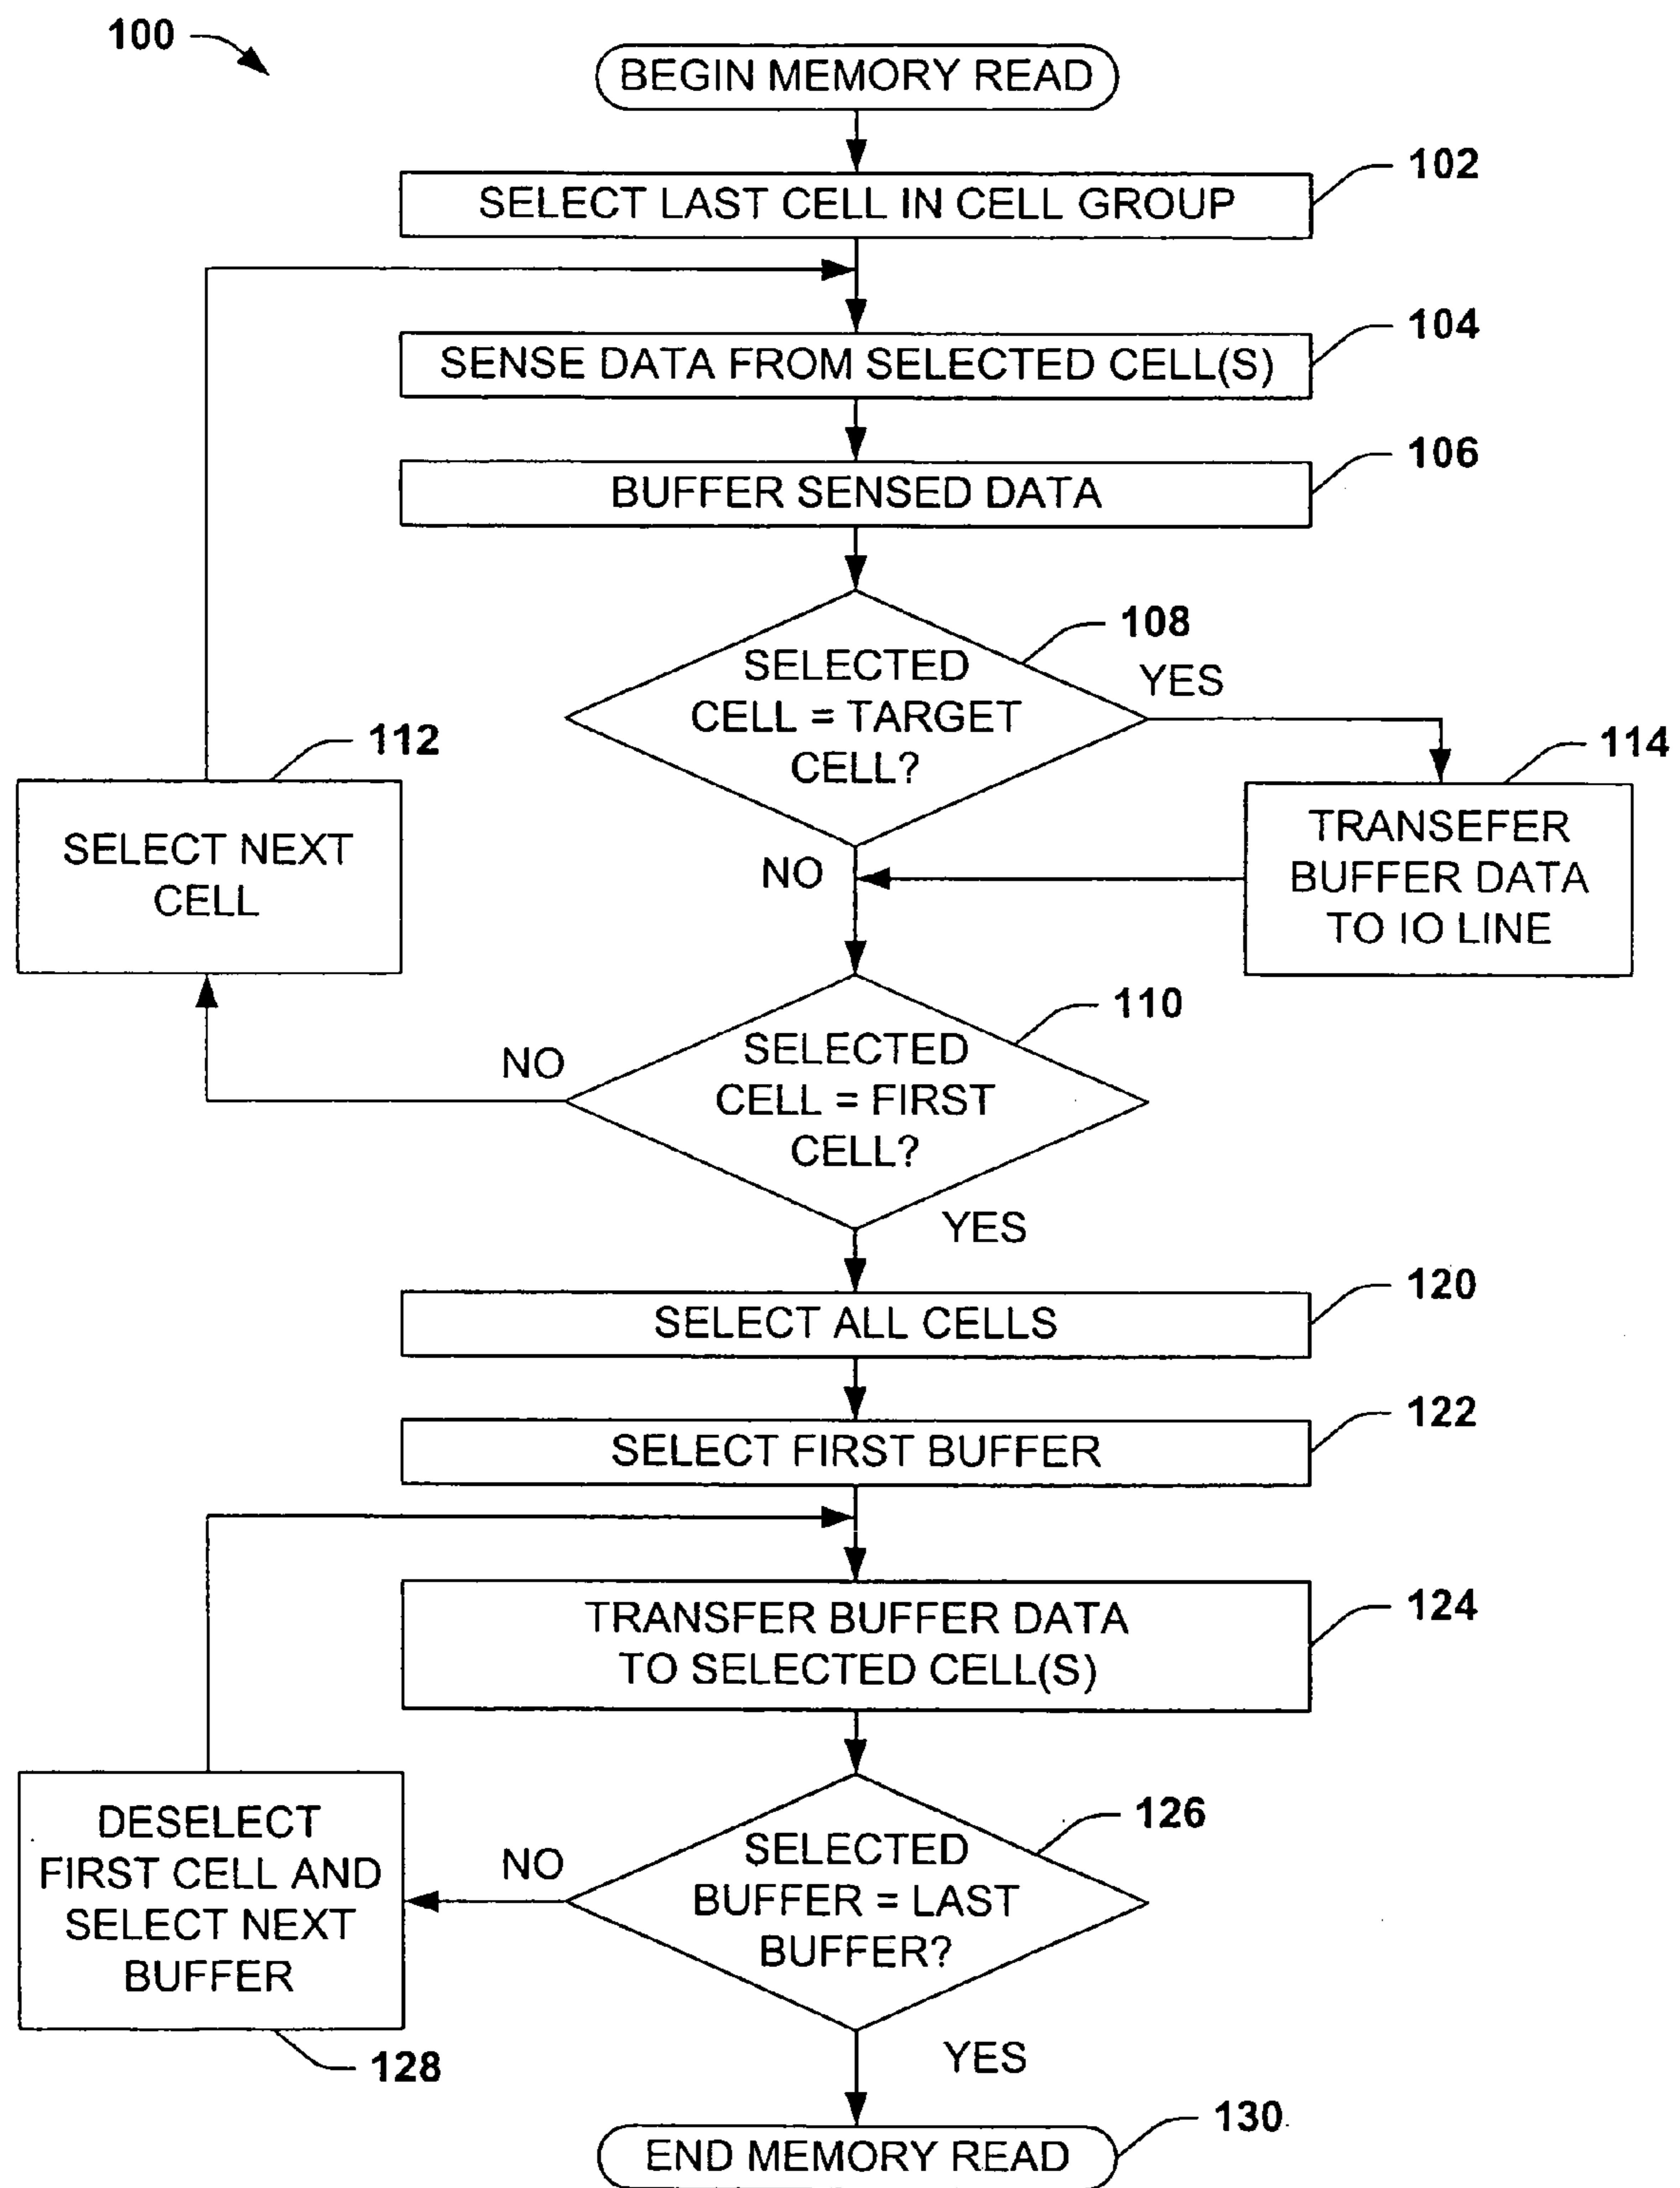 100
BEGIN MEMORY READ
102
SELECT LAST CELL IN CELL GROUP
104
SENSE DATA FROM SELECTED CELL(S)
106
BUFFER SENSED DATA
108
SELECTED
CELL = TARGET
CELL?
YES
NO
112
SELECT NEXT
CELL
114
TRANSEFER
BUFFER DATA
TO IO LINE
110
SELECTED
CELL = FIRST
CELL?
NO
YES
120
SELECT ALL CELLS
122
SELECT FIRST BUFFER
124
TRANSFER BUFFER DATA
TO SELECTED CELL(S)
126
SELECTED
BUFFER = LAST
BUFFER?
NO
DESELECT
FIRST CELL AND
SELECT NEXT
BUFFER
128
YES
130
END MEMORY READ